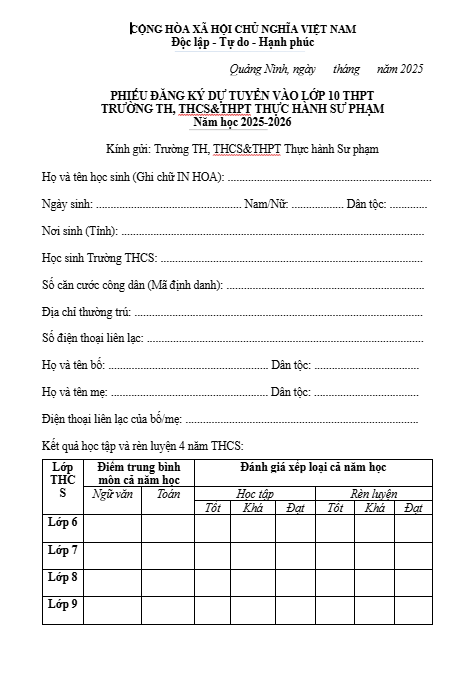 CỘNG HÒA XÃ HỘI CHỦ NGHĨA VIỆT NAM
Độc lập - Tự do - Hạnh phúc
Quảng Ninh, ngày     tháng     năm 2025
PHIẾU ĐĂNG KÝ DỰ TUYỂN VÀO LỚP 10 THPT
TRƯỜNG TH, THCS&THPT THỰC HÀNH SƯ PHẠM
Năm học 2025-2026
Kính gửi: Trường TH, THCS&THPT Thực hành Sư phạm
Họ và tên học sinh (Ghi chữ IN HOA): ....................................................................
Ngày sinh: ................................................ Nam/Nữ: ................. Dân tộc: ............
Nơi sinh (Tỉnh): .....................................................................................................
Học sinh Trường THCS: ........................................................................................
Số căn cước công dân (Mã định danh): ..................................................................
Địa chỉ thường trú: .................................................................................................
Số điện thoại liên lạc: .............................................................................................
Họ và tên bố: ..................................................... Dân tộc: ...................................
Họ và tên mẹ: .................................................... Dân tộc: ...................................
Điện thoại liên lạc của bố/mẹ: .............................................................................
Kết quả học tập và rèn luyện 4 năm THCS:
Lớp THCS Điểm trung bình môn cả năm học Đánh giá xếp loại cả năm học
Ngữ văn Toán Học tập Rèn luyện
Tốt Khá Đạt Tốt Khá Đạt
Lớp 6
Lớp 7
Lớp 8
Lớp 9